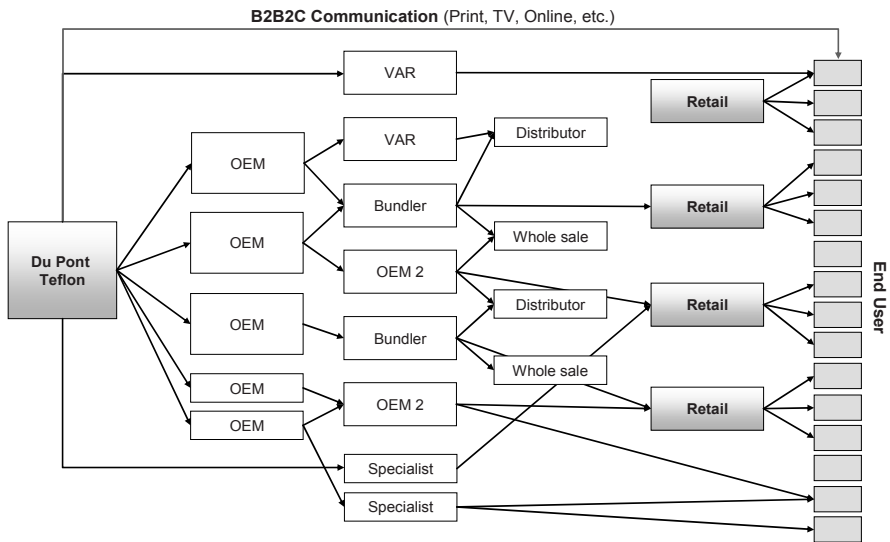 B2B2C Communication (Print, TV, Online, etc.)
VAR
Retail
VAR
Distributor
OEM
Bundler
Retail
OEM
Whole sale
Du Pont
Teflon
OEM 2
Distributor
Retail
OEM
Bundler
Whole sale
OEM
OEM 2
Retail
OEM
Specialist
Specialist
End User